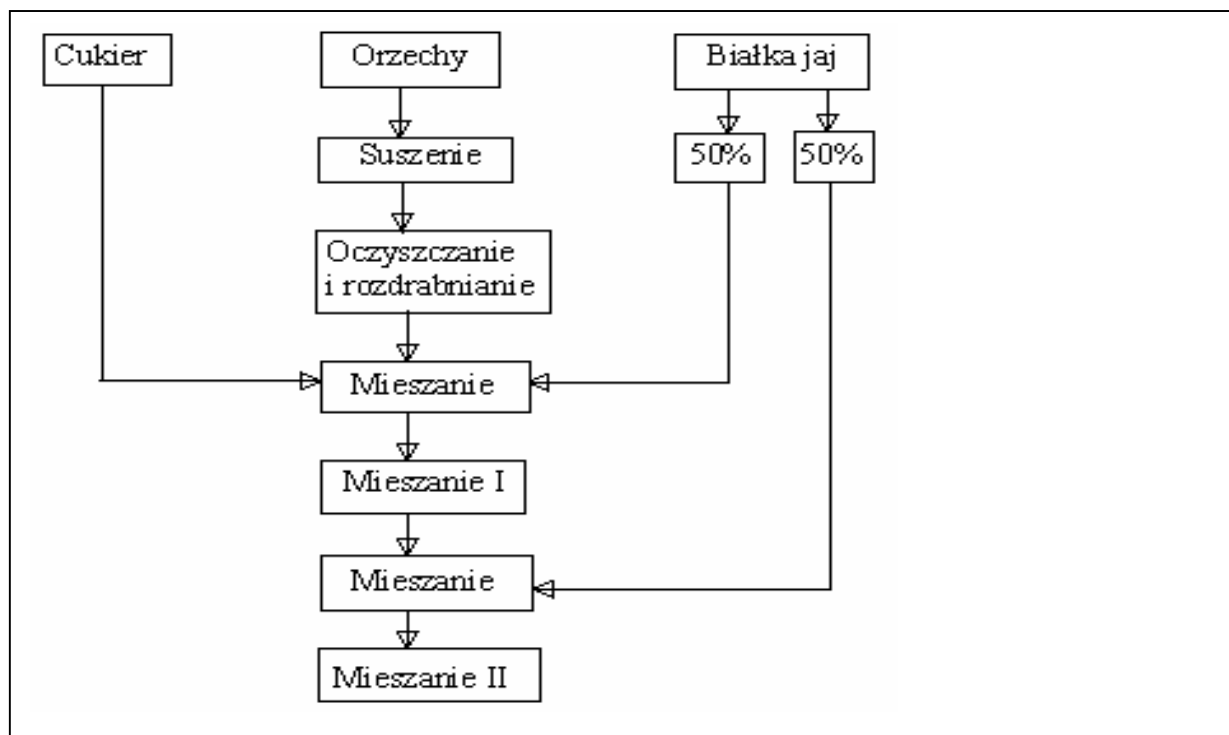 Cukier
Orzechy
Białka jaj
Suszenie
50%
50%
Oczyszczanie
i rozdrabnianie
Mieszanie
Mieszanie I
Mieszanie
Mieszanie II